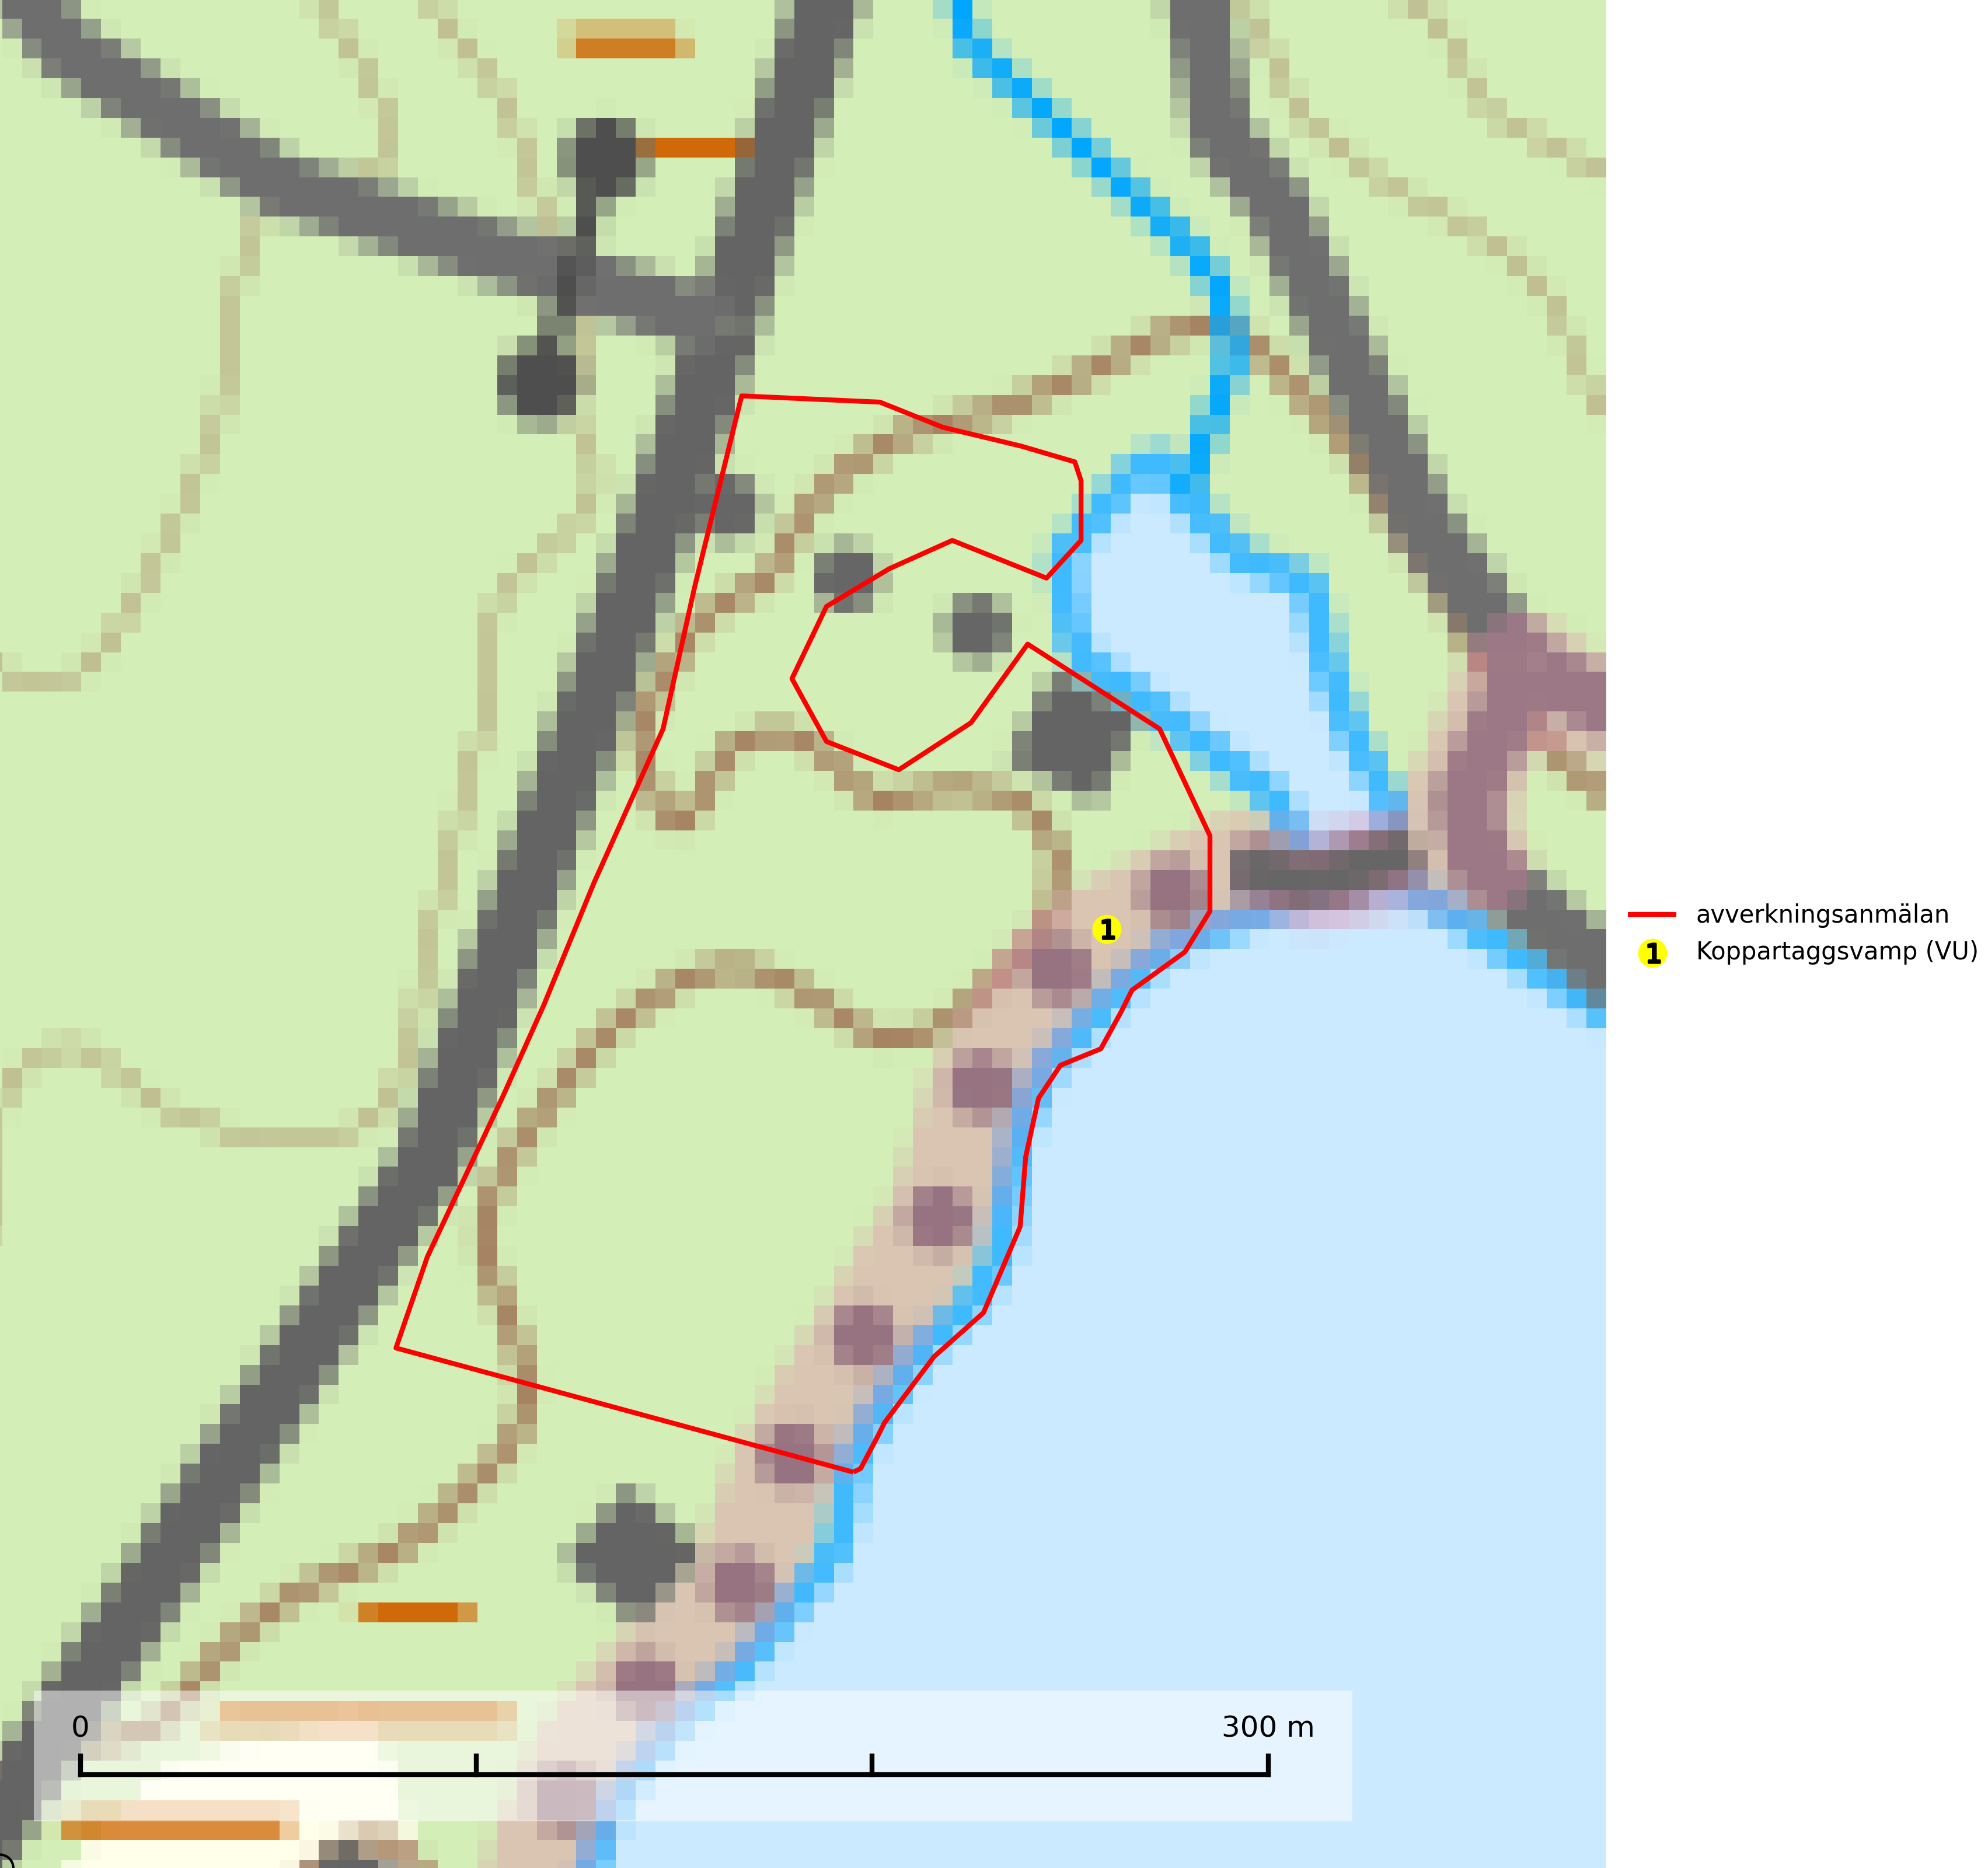 1
avverkningsanmälan
1 Koppartaggsvamp (VU)
0 300 m